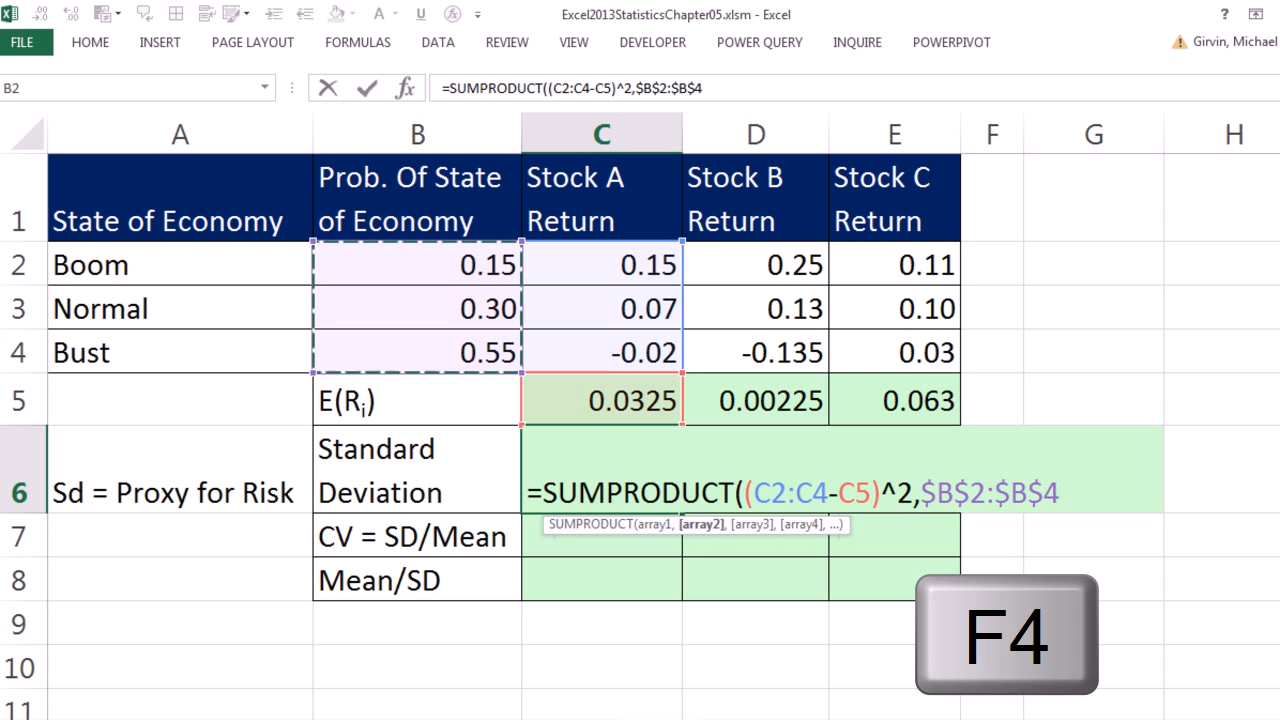 Excel2013StatisticsChapter05.xlsm - Excel
?
FILE HOME INSERT PAGE LAYOUT FORMULAS DATA REVIEW VIEW DEVELOPER POWER QUERY INQUIRE POWERPIVOT Girvin, Michael
B2 fx =SUMPRODUCT((C2:C4-C5)^2,$B$2:$B$4
A B C D E F G H
Prob. Of State Stock A Stock B Stock C
1 State of Economy of Economy Return Return Return
2 Boom 0.15 0.15 0.25 0.11
3 Normal 0.30 0.07 0.13 0.10
4 Bust 0.55 -0.02 -0.135 0.03
5 E(Ri) 0.0325 0.00225 0.063
Standard
6 Sd = Proxy for Risk Deviation =SUMPRODUCT((C2:C4-C5)^2,$B$2:$B$4
SUMPRODUCT(array1, [array2], [array3], [array4], ...)
7 CV = SD/Mean
8 Mean/SD
9
10
11
F4